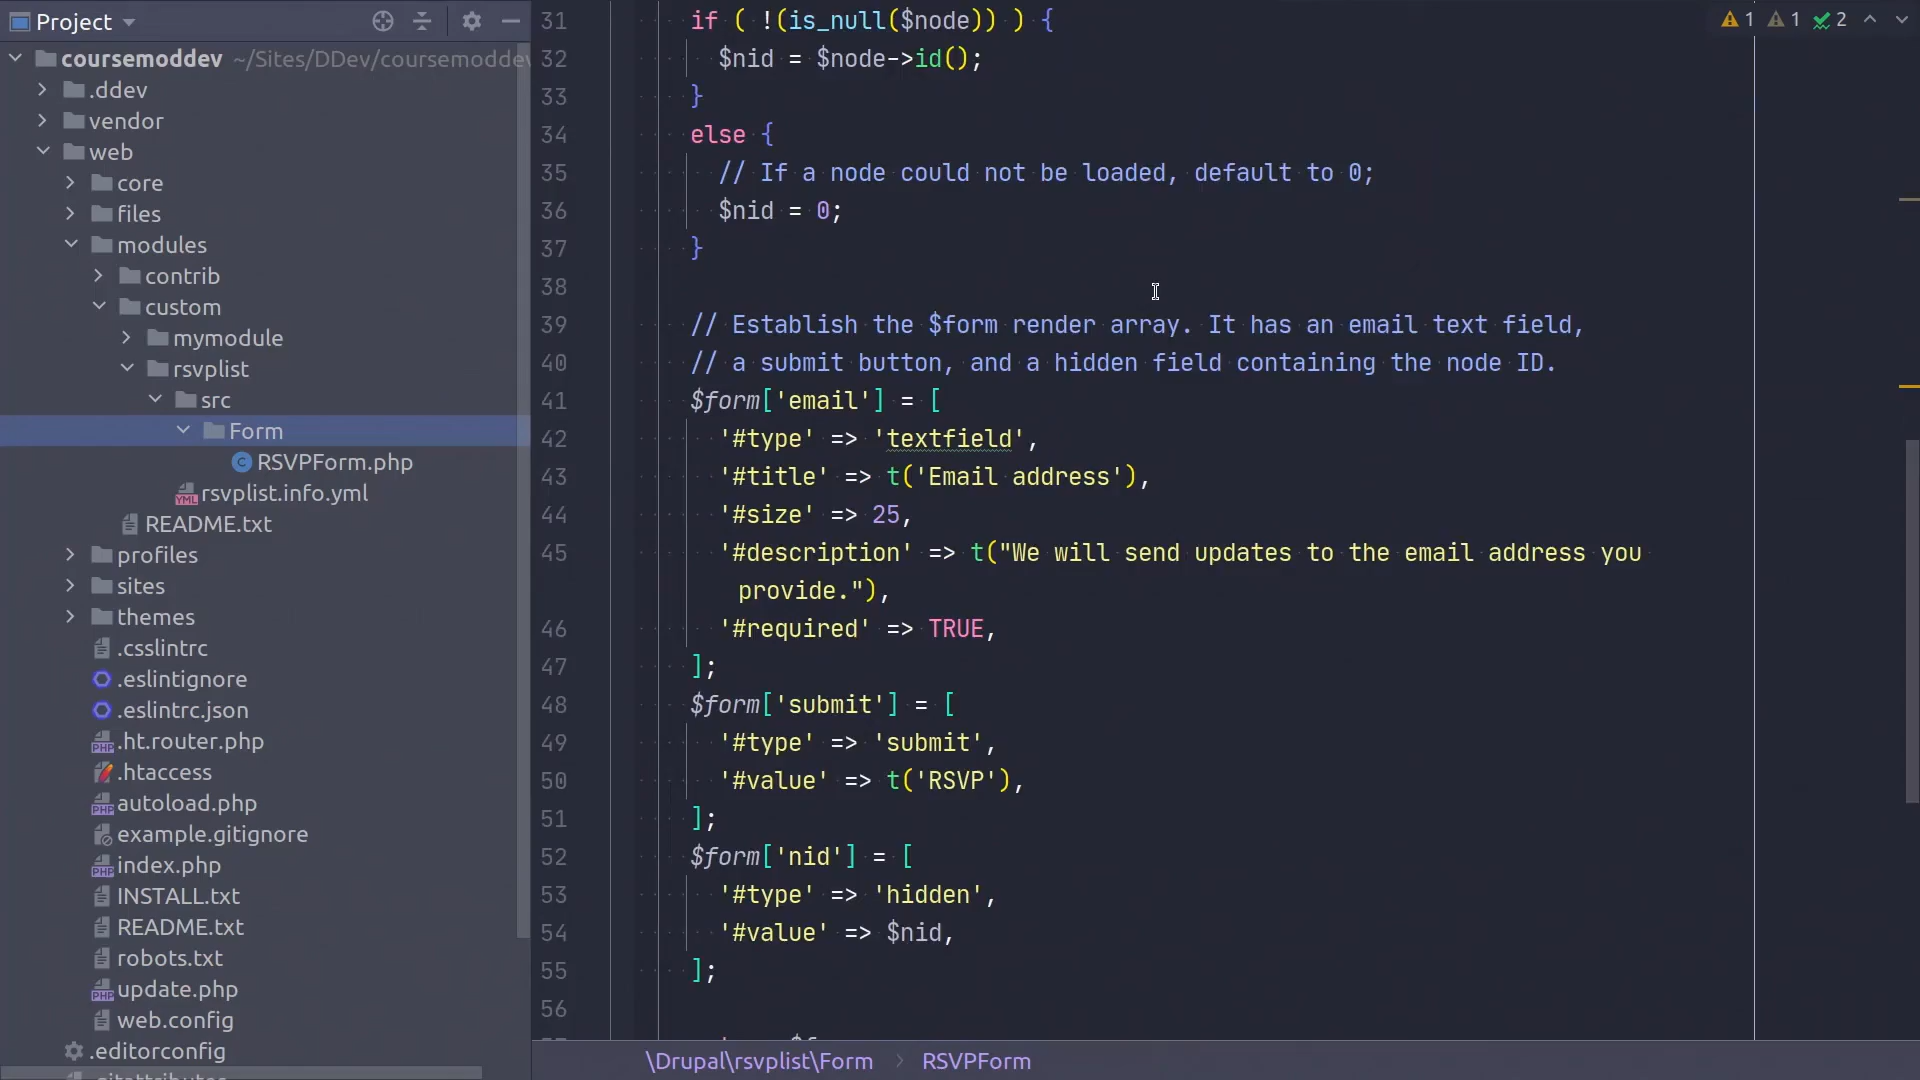 Project
coursemoddev ~/Sites/DDev/coursemoddev
.ddev
vendor
web
core
files
modules
contrib
custom
mymodule
rsvplist
src
Form
RSVPForm.php
rsvplist.info.yml
README.txt
profiles
sites
themes
.csslintrc
.eslintignore
.eslintrc.json
.ht.router.php
.htaccess
autoload.php
example.gitignore
index.php
INSTALL.txt
README.txt
robots.txt
update.php
web.config
.editorconfig
.gitattributes
1 1 2
31 if ( !(is_null($node)) ) {
32 $nid = $node->id();
33 }
34 else {
35 // If a node could not be loaded, default to 0;
36 $nid = 0;
37 }
38
39 // Establish the $form render array. It has an email text field,
40 // a submit button, and a hidden field containing the node ID.
41 $form['email'] = [
42 '#type' => 'textfield',
43 '#title' => t('Email address'),
44 '#size' => 25,
45 '#description' => t("We will send updates to the email address you
provide."),
46 '#required' => TRUE,
47 ];
48 $form['submit'] = [
49 '#type' => 'submit',
50 '#value' => t('RSVP'),
51 ];
52 $form['nid'] = [
53 '#type' => 'hidden',
54 '#value' => $nid,
55 ];
56
\Drupal\rsvplist\Form > RSVPForm